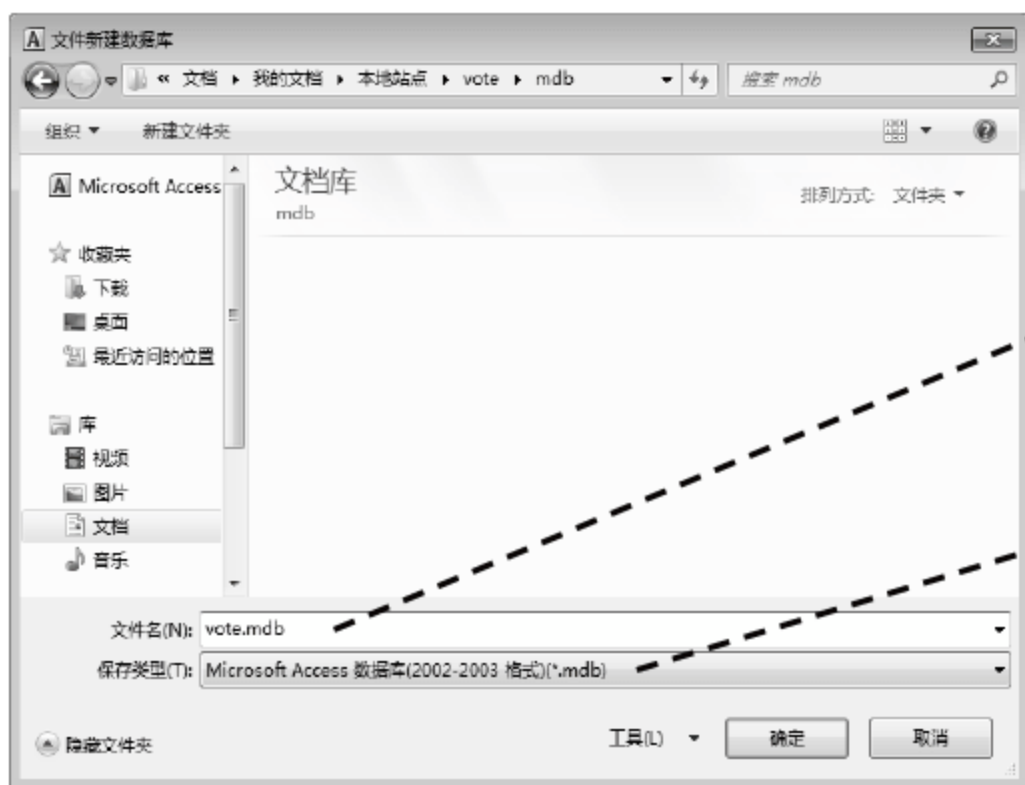 文件新建数据库
« 文档 ▸ 我的文档 ▸ 本地站点 ▸ vote ▸ mdb
搜索 mdb
组织 新建文件夹
Microsoft Access
文档库
mdb
排列方式: 文件夹
收藏夹
下载
桌面
最近访问的位置
库
视频
图片
文档
音乐
文件名(N): vote.mdb
保存类型(T): Microsoft Access 数据库(2002-2003 格式)(*.mdb)
隐藏文件夹
工具(L) 确定 取消